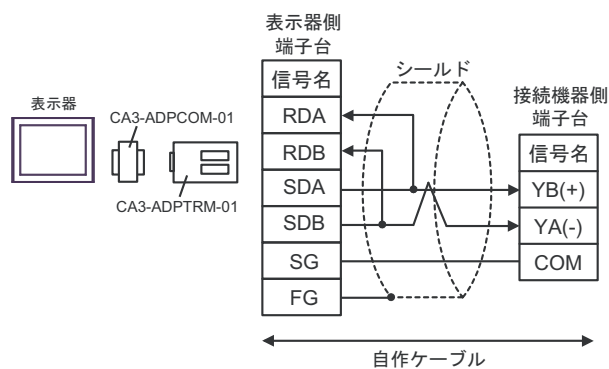 表示器側
端子台
シールド
接続機器側
端子台
表示器
CA3-ADPCOM-01
CA3-ADPTRM-01
信号名
RDA
RDB
SDA
SDB
SG
FG
信号名
YB(+)
YA(-)
COM
自作ケーブル